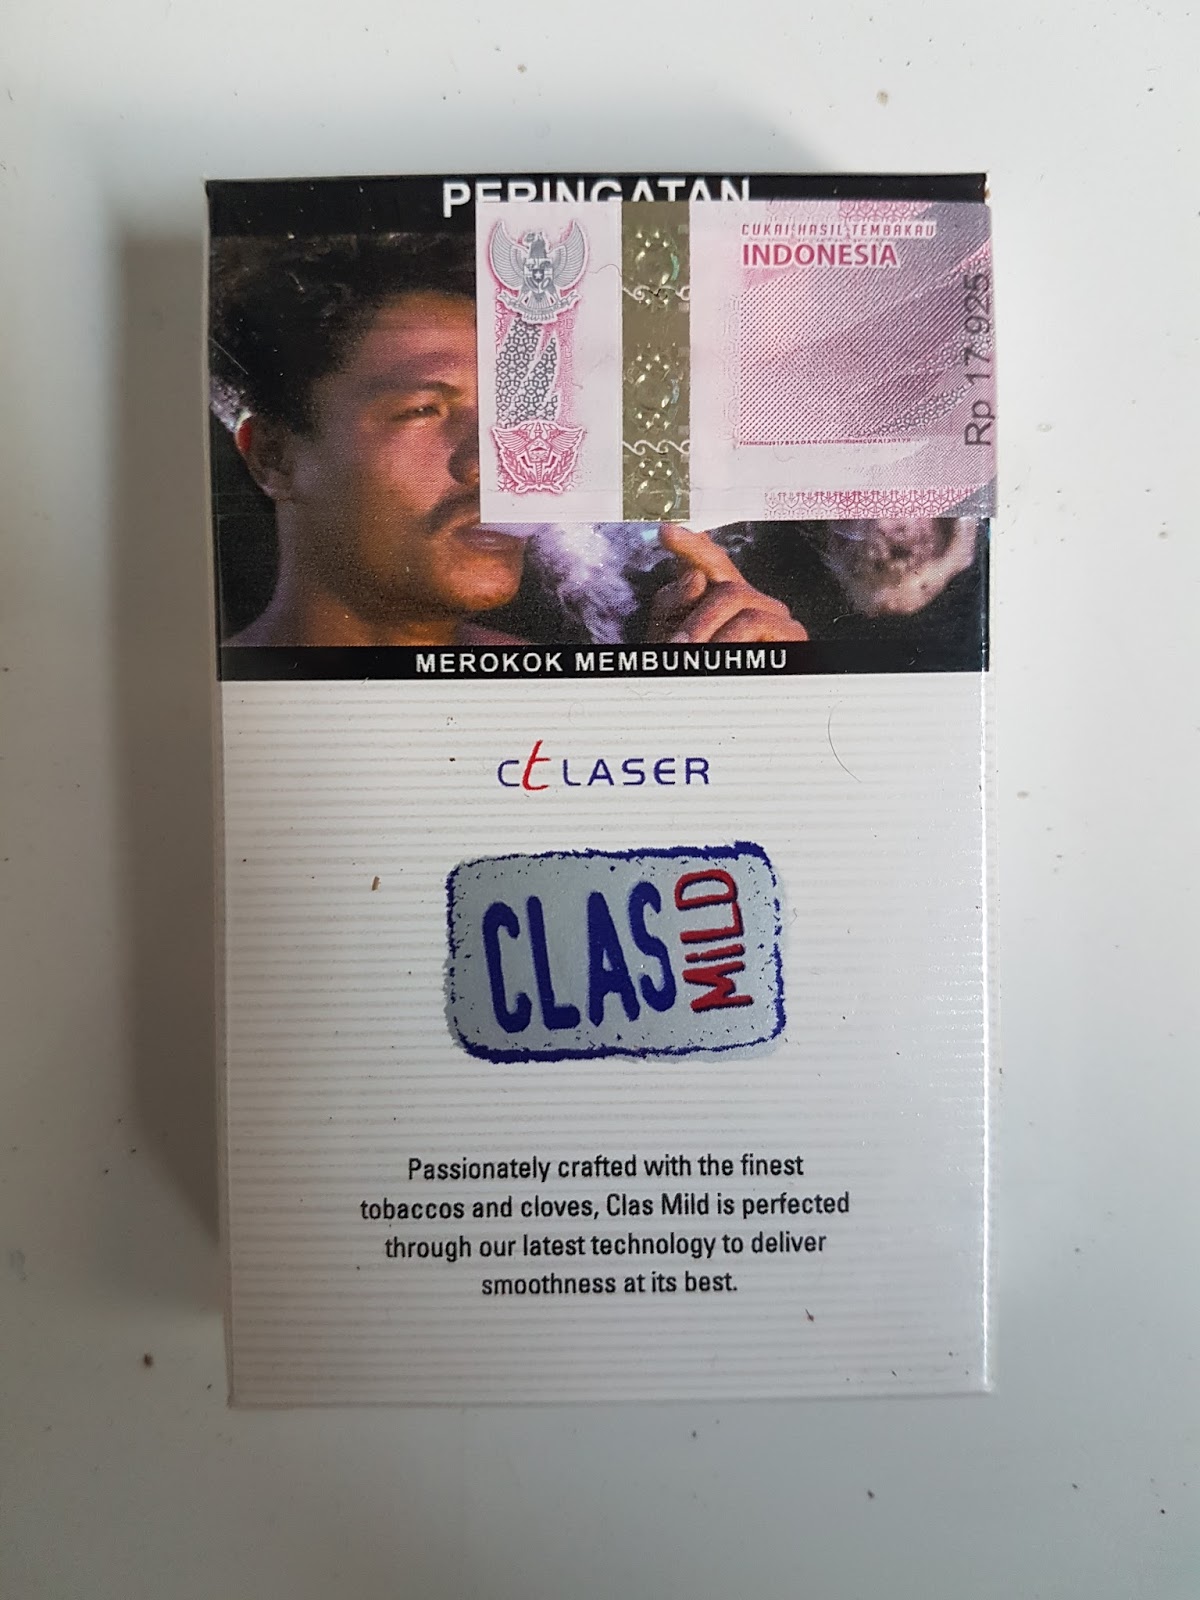 PERINGATAN
CUKAI HASIL TEMBAKAU
INDONESIA
Rp 17.925
MEROKOK MEMBUNUHMU
ct LASER
CLAS
MILD
Passionately crafted with the finest
tobaccos and cloves, Clas Mild is perfected
through our latest technology to deliver
smoothness at its best.